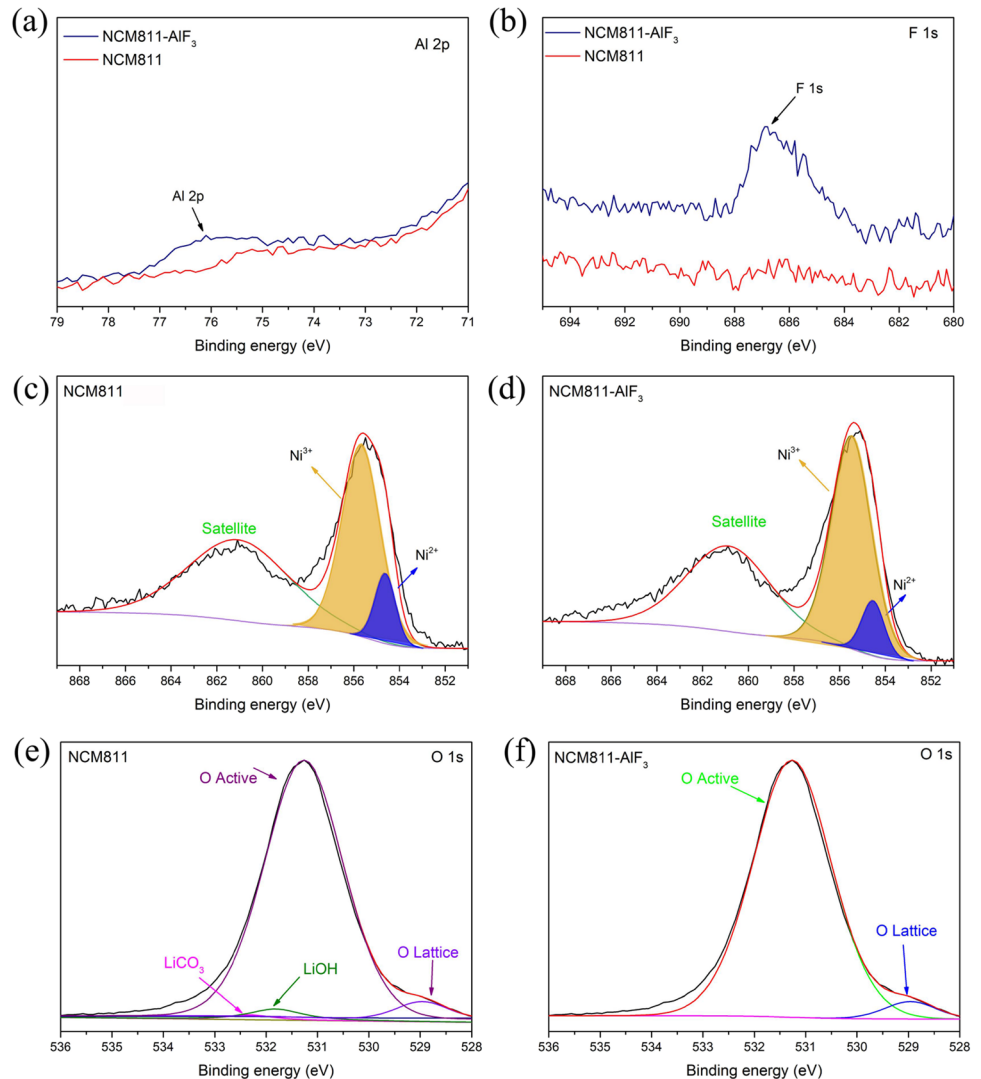 (a)
NCM811-AlF₃
NCM811
Al 2p
Al 2p
79 78 77 76 75 74 73 72 71
Binding energy (eV)
(b)
NCM811-AlF₃
NCM811
F 1s
F 1s
694 692 690 688 686 684 682 680
Binding energy (eV)
(c)
NCM811
Ni³⁺
Satellite
Ni²⁺
868 866 864 862 860 858 856 854 852
Binding energy (eV)
(d)
NCM811-AlF₃
Ni³⁺
Satellite
Ni²⁺
868 866 864 862 860 858 856 854 852
Binding energy (eV)
(e)
NCM811
O 1s
O Active
O Lattice
LiCO₃
LiOH
536 535 534 533 532 531 530 529 528
Binding energy (eV)
(f)
NCM811-AlF₃
O 1s
O Active
O Lattice
536 535 534 533 532 531 530 529 528
Binding energy (eV)